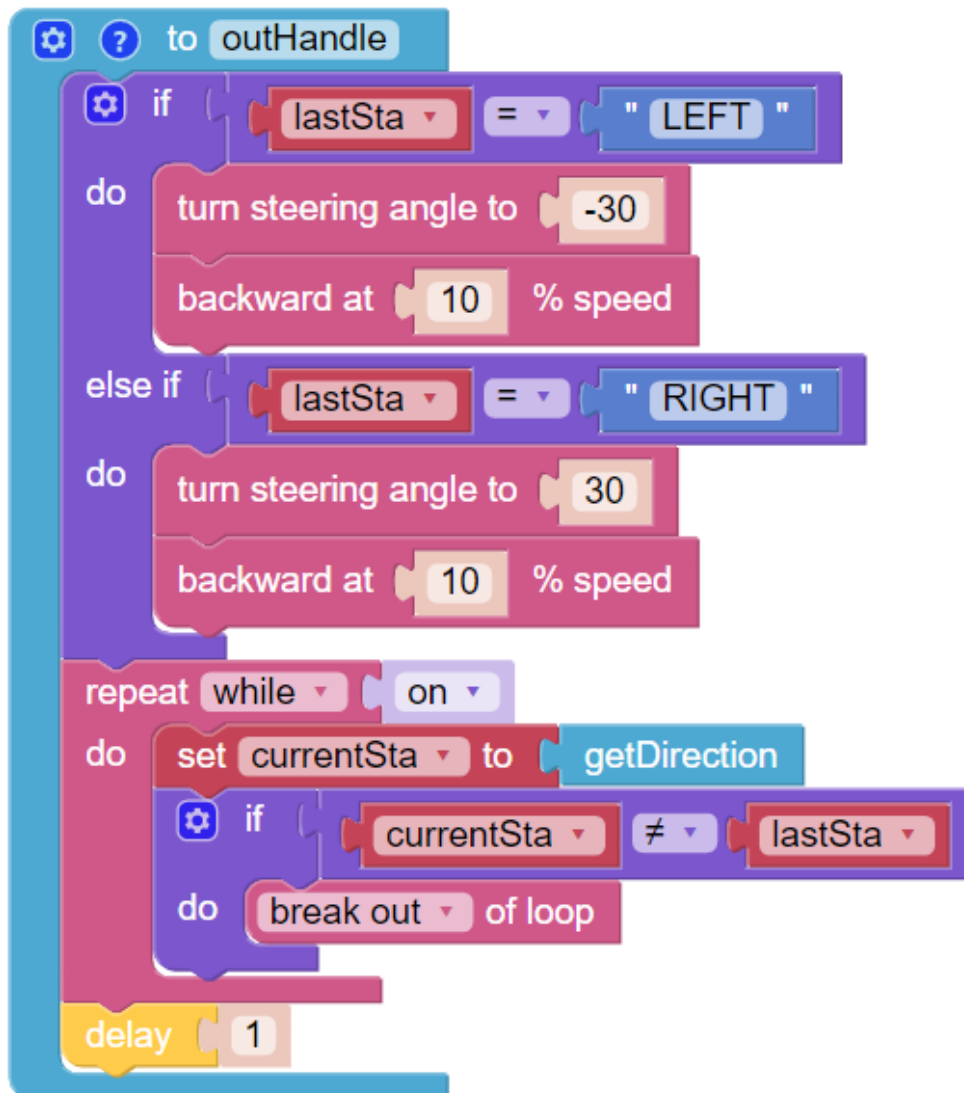 ? to outHandle
if lastSta = " LEFT "
do turn steering angle to -30
backward at 10 % speed
else if lastSta = " RIGHT "
do turn steering angle to 30
backward at 10 % speed
repeat while on
do set currentSta to getDirection
if currentSta ≠ lastSta
do break out of loop
delay 1